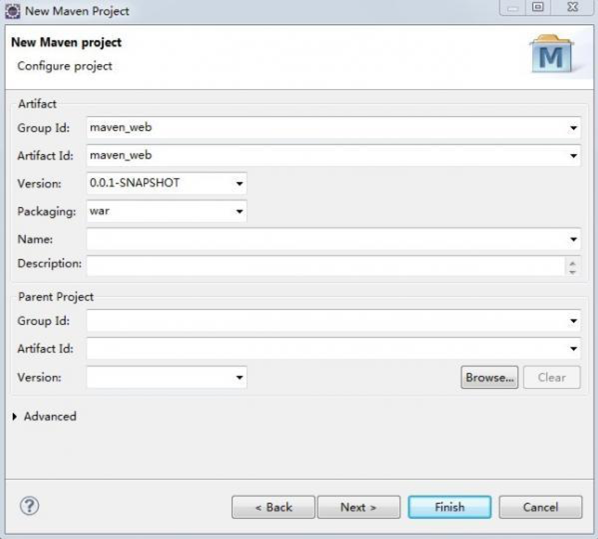 New Maven Project
New Maven project
Configure project
M
Artifact
Group Id: maven_web
Artifact Id: maven_web
Version: 0.0.1-SNAPSHOT
Packaging: war
Name:
Description:
Parent Project
Group Id:
Artifact Id:
Version:
Browse... Clear
Advanced
? < Back Next > Finish Cancel